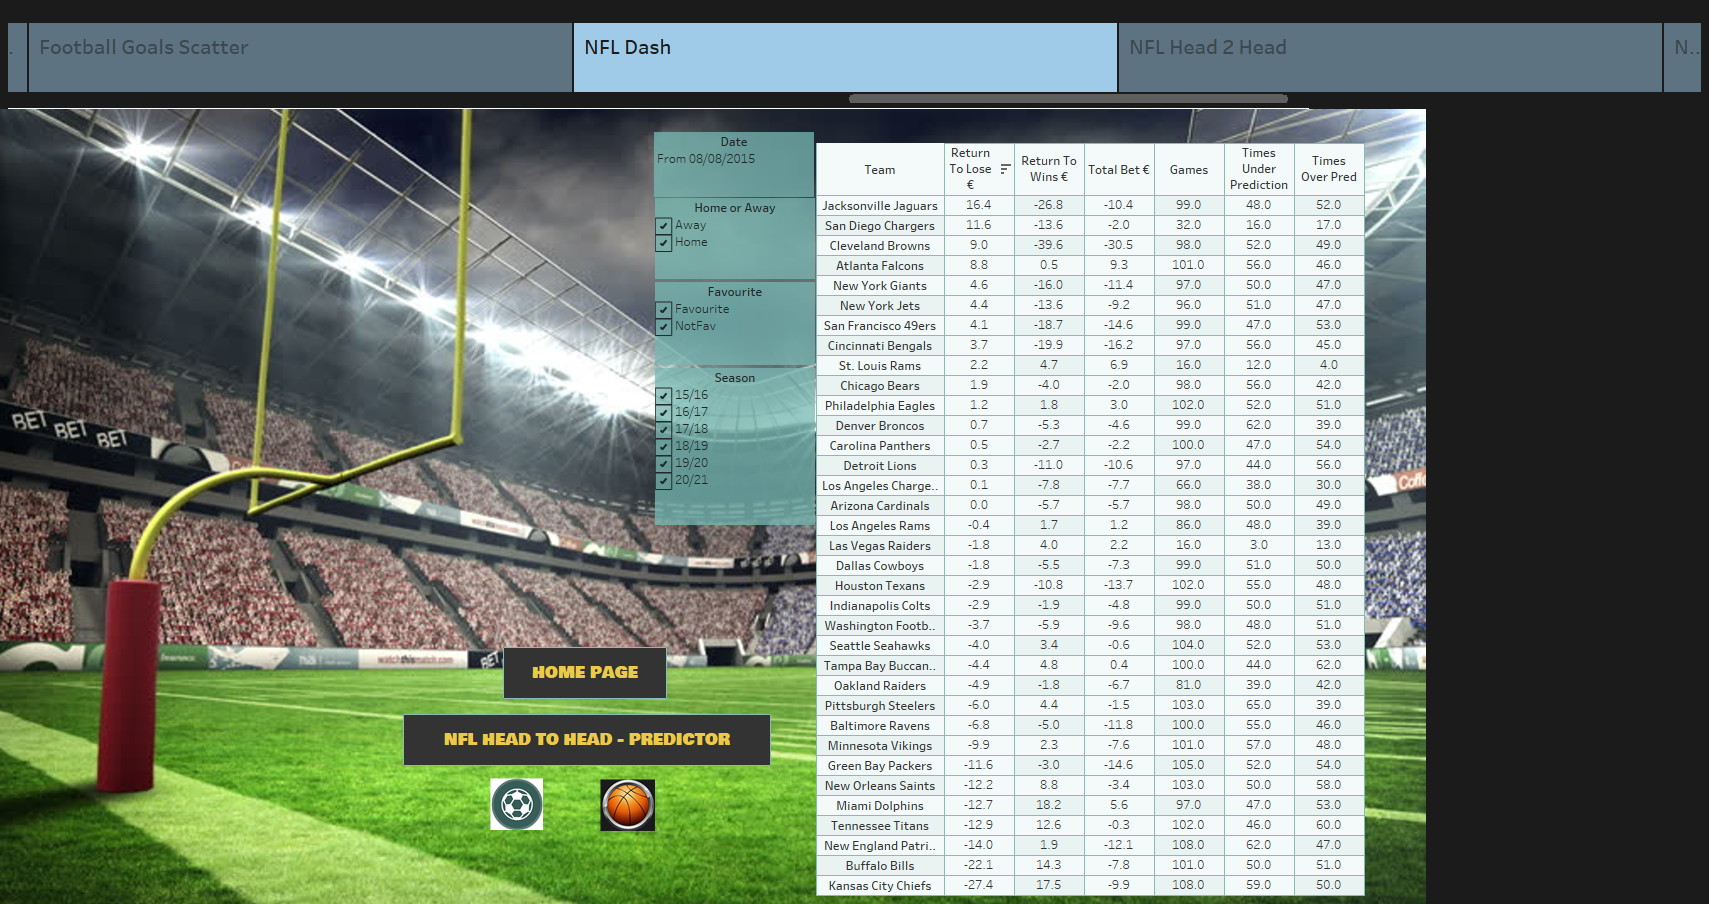 .
Football Goals Scatter
NFL Dash
NFL Head 2 Head
N..
Date
From 08/08/2015
Home or Away
Away
Home
Favourite
Favourite
NotFav
Season
15/16
16/17
17/18
18/19
19/20
20/21
BET BET BET
watchthismatch.com BET
HOME PAGE
NFL HEAD TO HEAD - PREDICTOR
Team Return To Lose € Return To Wins € Total Bet € Games Times Under Prediction Times Over Pred
Jacksonville Jaguars 16.4 -26.8 -10.4 99.0 48.0 52.0
San Diego Chargers 11.6 -13.6 -2.0 32.0 16.0 17.0
Cleveland Browns 9.0 -39.6 -30.5 98.0 52.0 49.0
Atlanta Falcons 8.8 0.5 9.3 101.0 56.0 46.0
New York Giants 4.6 -16.0 -11.4 97.0 50.0 47.0
New York Jets 4.4 -13.6 -9.2 96.0 51.0 47.0
San Francisco 49ers 4.1 -18.7 -14.6 99.0 47.0 53.0
Cincinnati Bengals 3.7 -19.9 -16.2 97.0 56.0 45.0
St. Louis Rams 2.2 4.7 6.9 16.0 12.0 4.0
Chicago Bears 1.9 -4.0 -2.0 98.0 56.0 42.0
Philadelphia Eagles 1.2 1.8 3.0 102.0 52.0 51.0
Denver Broncos 0.7 -5.3 -4.6 99.0 62.0 39.0
Carolina Panthers 0.5 -2.7 -2.2 100.0 47.0 54.0
Detroit Lions 0.3 -11.0 -10.6 97.0 44.0 56.0
Los Angeles Charge.. 0.1 -7.8 -7.7 66.0 38.0 30.0
Arizona Cardinals 0.0 -5.7 -5.7 98.0 50.0 49.0
Los Angeles Rams -0.4 1.7 1.2 86.0 48.0 39.0
Las Vegas Raiders -1.8 4.0 2.2 16.0 3.0 13.0
Dallas Cowboys -1.8 -5.5 -7.3 99.0 51.0 50.0
Houston Texans -2.9 -10.8 -13.7 102.0 55.0 48.0
Indianapolis Colts -2.9 -1.9 -4.8 99.0 50.0 51.0
Washington Footb.. -3.7 -5.9 -9.6 98.0 48.0 51.0
Seattle Seahawks -4.0 3.4 -0.6 104.0 52.0 53.0
Tampa Bay Buccan.. -4.4 4.8 0.4 100.0 44.0 62.0
Oakland Raiders -4.9 -1.8 -6.7 81.0 39.0 42.0
Pittsburgh Steelers -6.0 4.4 -1.5 103.0 65.0 39.0
Baltimore Ravens -6.8 -5.0 -11.8 100.0 55.0 46.0
Minnesota Vikings -9.9 2.3 -7.6 101.0 57.0 48.0
Green Bay Packers -11.6 -3.0 -14.6 105.0 52.0 54.0
New Orleans Saints -12.2 8.8 -3.4 103.0 50.0 58.0
Miami Dolphins -12.7 18.2 5.6 97.0 47.0 53.0
Tennessee Titans -12.9 12.6 -0.3 102.0 46.0 60.0
New England Patri.. -14.0 1.9 -12.1 108.0 62.0 47.0
Buffalo Bills -22.1 14.3 -7.8 101.0 50.0 51.0
Kansas City Chiefs -27.4 17.5 -9.9 108.0 59.0 50.0